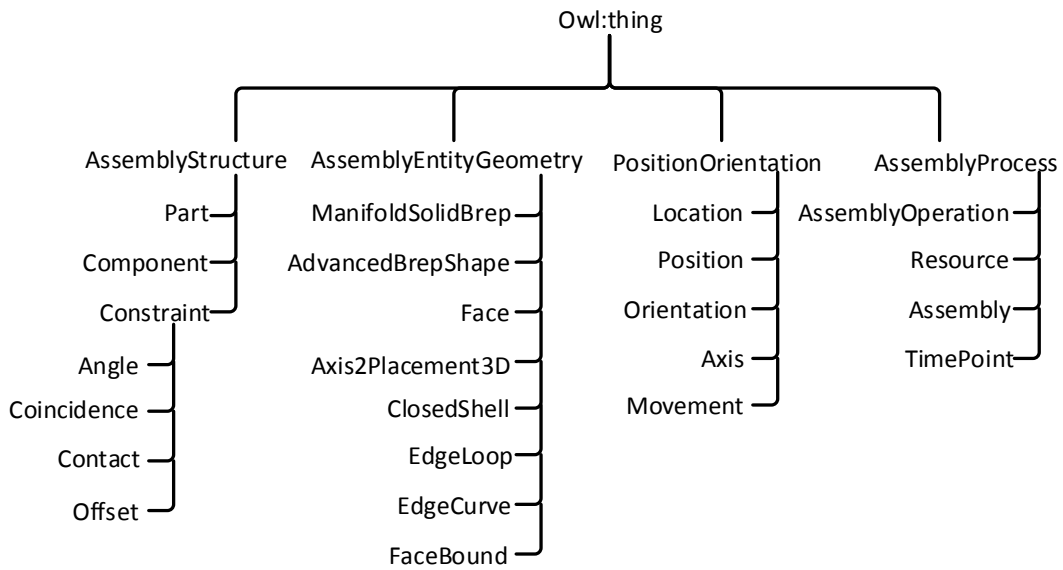 Owl:thing
AssemblyStructure
Part
Component
Constraint
Angle
Coincidence
Contact
Offset
AssemblyEntityGeometry
ManifoldSolidBrep
AdvancedBrepShape
Face
Axis2Placement3D
ClosedShell
EdgeLoop
EdgeCurve
FaceBound
PositionOrientation
Location
Position
Orientation
Axis
Movement
AssemblyProcess
AssemblyOperation
Resource
Assembly
TimePoint